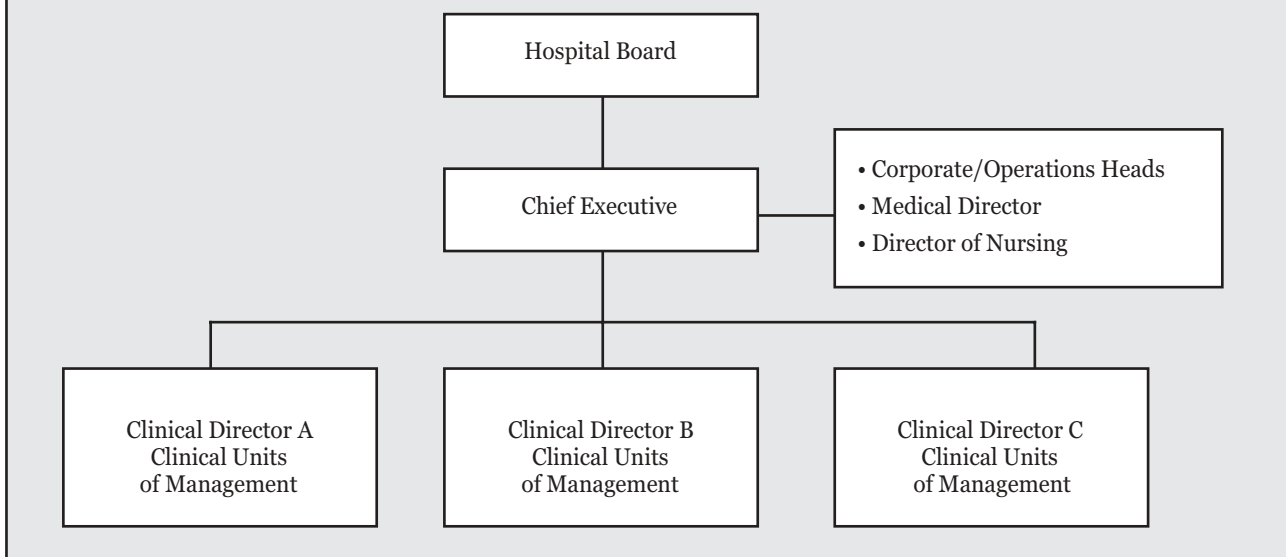 Hospital Board
Chief Executive
• Corporate/Operations Heads
• Medical Director
• Director of Nursing
Clinical Director A
Clinical Units
of Management
Clinical Director B
Clinical Units
of Management
Clinical Director C
Clinical Units
of Management